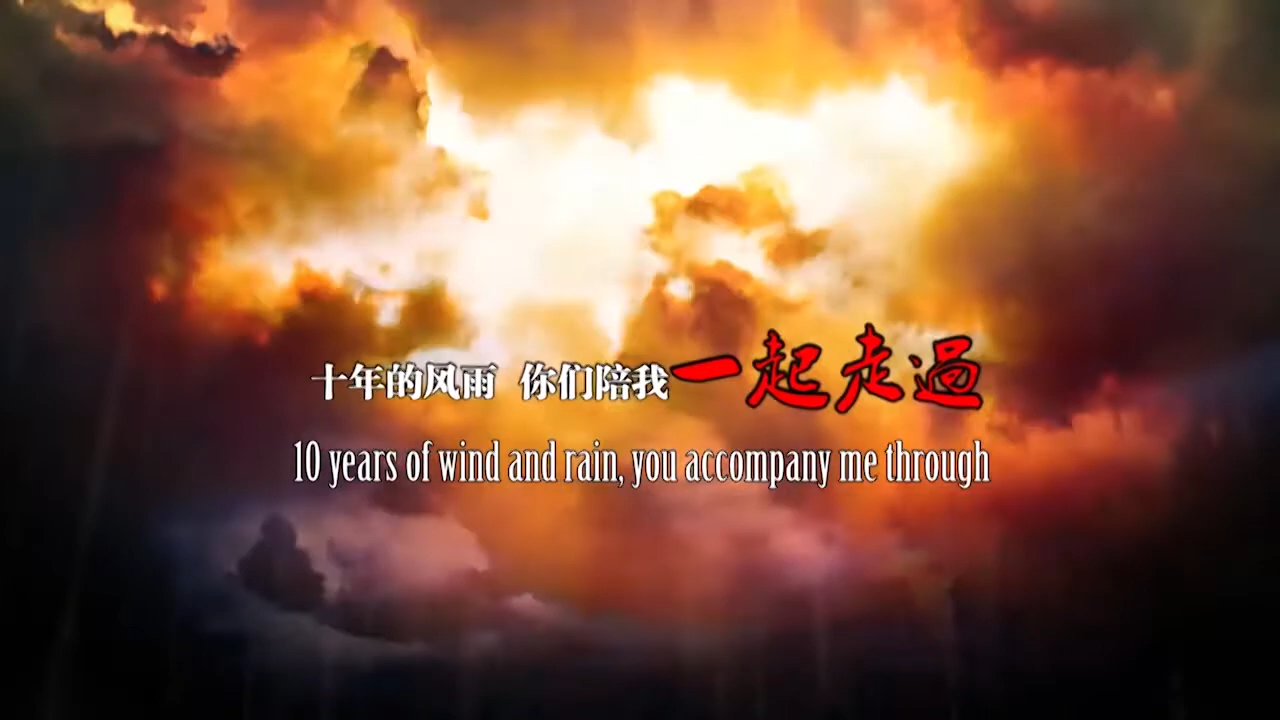 十年的风雨 你们陪我一起走過
10 years of wind and rain, you accompany me through